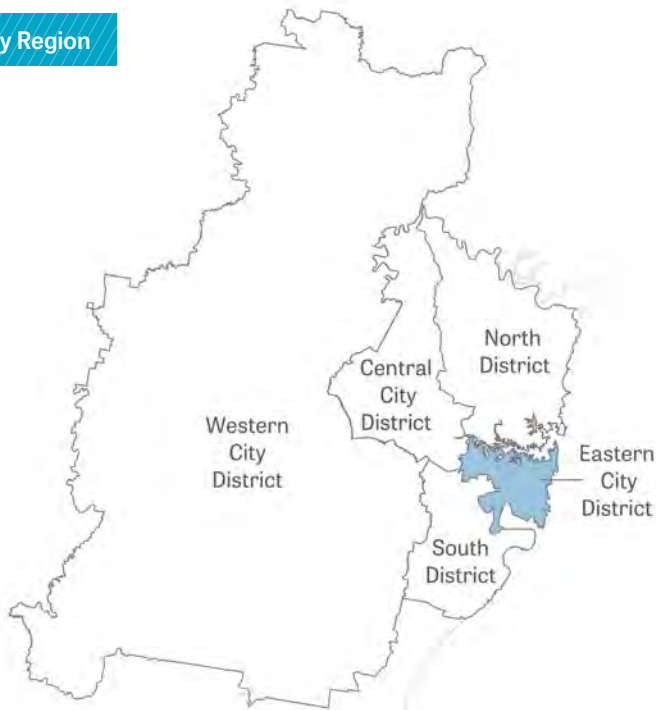 y Region
North
District
Central
City
District
Western
City
District
Eastern
City
District
South
District